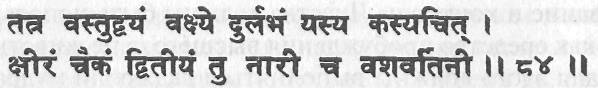 तत्र वस्तुद्वयं वक्ष्ये दुर्लभं यस्य कस्यचित् ।
क्षीरं चैकं द्वितीयं तु नारी च वशवर्तिनी ।। ८४ ।।